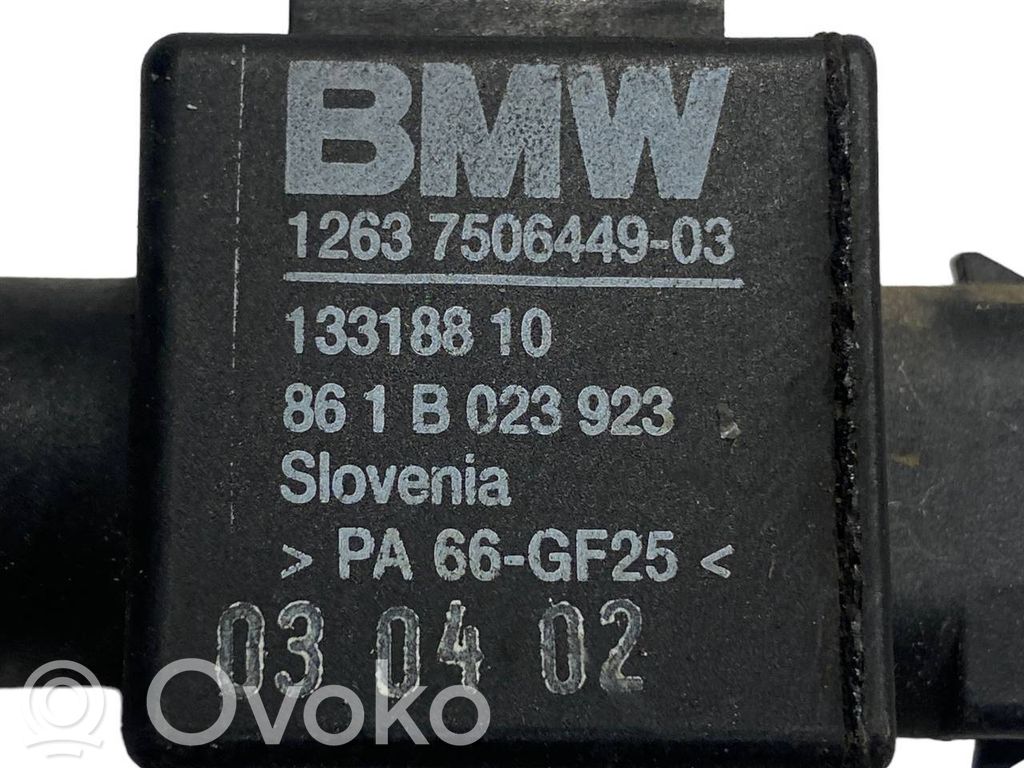 BMW
1263 7506449-03
133188 10
86 1 B 023 923
Slovenia
> PA 66-GF25 <
03 04 02
Ovoko